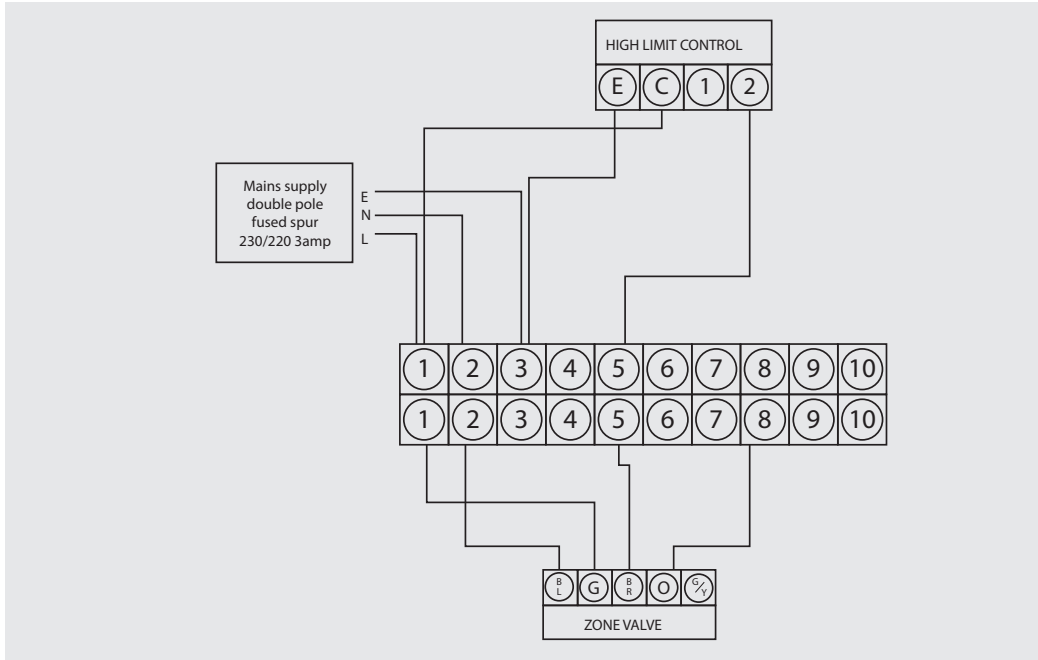 HIGH LIMIT CONTROL
E C 1 2
Mains supply
double pole
fused spur
230/220 3amp
E
N
L
1 2 3 4 5 6 7 8 9 10
1 2 3 4 5 6 7 8 9 10
BL G BR O G/Y
ZONE VALVE